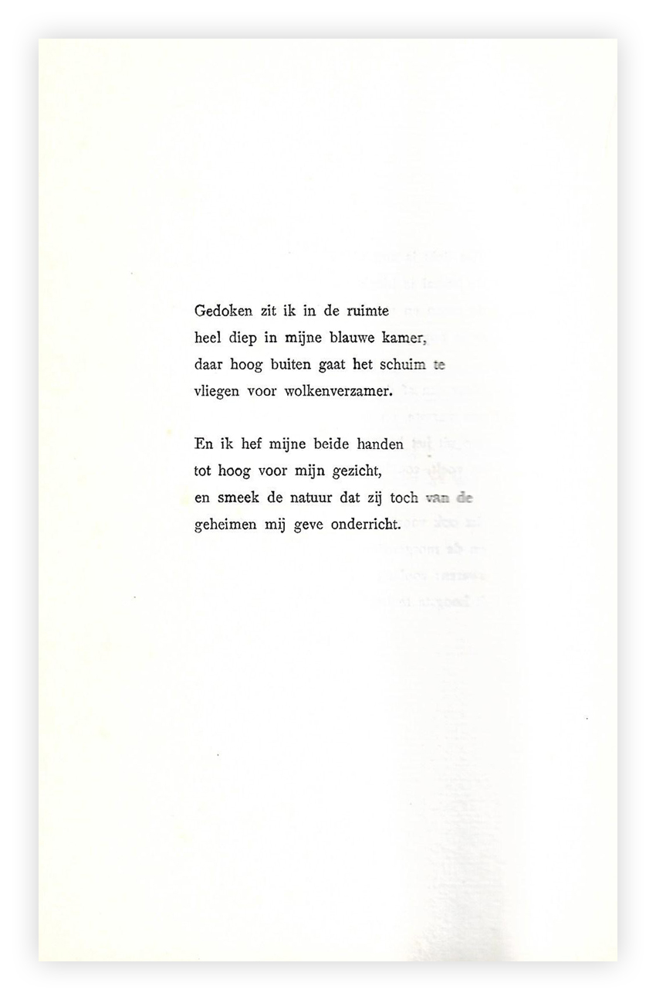 Gedoken zit ik in de ruimte
heel diep in mijne blauwe kamer,
daar hoog buiten gaat het schuim te
vliegen voor wolkenverzamer.
En ik hef mijne beide handen
tot hoog voor mijn gezicht,
en smeek de natuur dat zij toch van de
geheimen mij geve onderricht.